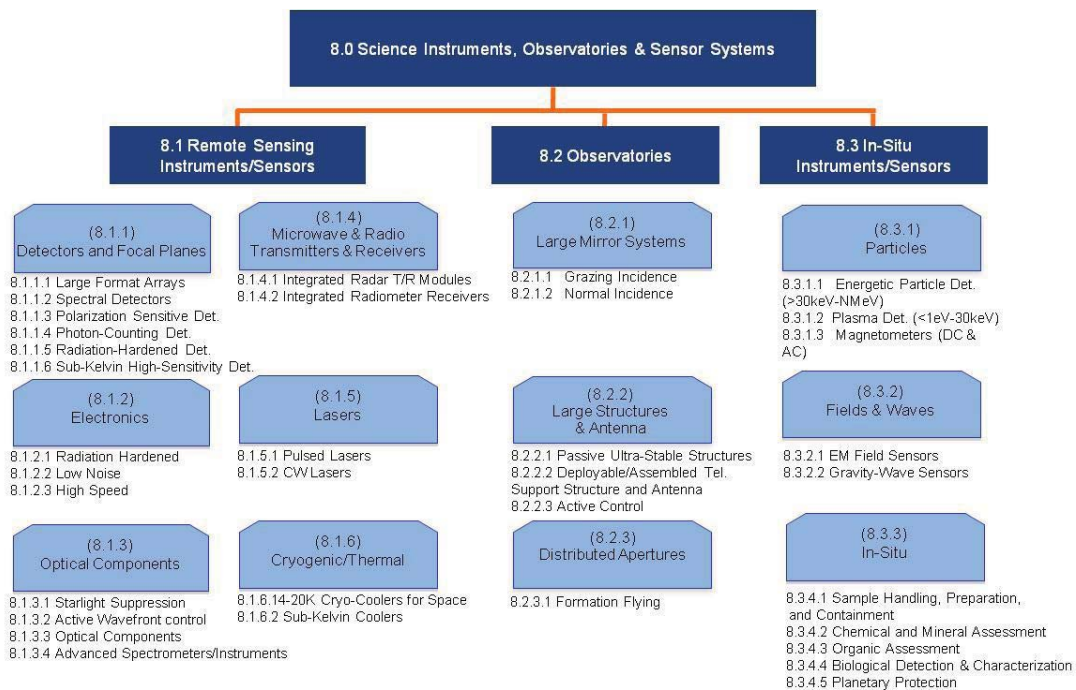 8.0 Science Instruments, Observatories & Sensor Systems
8.1 Remote Sensing
Instruments/Sensors
8.2 Observatories
8.3 In-Situ
Instruments/Sensors
(8.1.1)
Detectors and Focal Planes
8.1.1.1 Large Format Arrays
8.1.1.2 Spectral Detectors
8.1.1.3 Polarization Sensitive Det.
8.1.1.4 Photon-Counting Det.
8.1.1.5 Radiation-Hardened Det.
8.1.1.6 Sub-Kelvin High-Sensitivity Det.
(8.1.2)
Electronics
8.1.2.1 Radiation Hardened
8.1.2.2 Low Noise
8.1.2.3 High Speed
(8.1.3)
Optical Components
8.1.3.1 Starlight Suppression
8.1.3.2 Active Wavefront control
8.1.3.3 Optical Components
8.1.3.4 Advanced Spectrometers/Instruments
(8.1.4)
Microwave & Radio
Transmitters & Receivers
8.1.4.1 Integrated Radar T/R Modules
8.1.4.2 Integrated Radiometer Receivers
(8.1.5)
Lasers
8.1.5.1 Pulsed Lasers
8.1.5.2 CW Lasers
(8.1.6)
Cryogenic/Thermal
8.1.6.14-20K Cryo-Coolers for Space
8.1.6.2 Sub-Kelvin Coolers
(8.2.1)
Large Mirror Systems
8.2.1.1 Grazing Incidence
8.2.1.2 Normal Incidence
(8.2.2)
Large Structures
& Antenna
8.2.2.1 Passive Ultra-Stable Structures
8.2.2.2 Deployable/Assembled Tel.
Support Structure and Antenna
8.2.2.3 Active Control
(8.2.3)
Distributed Apertures
8.2.3.1 Formation Flying
(8.3.1)
Particles
8.3.1.1 Energetic Particle Det.
(>30keV-NMeV)
8.3.1.2 Plasma Det. (<1eV-30keV)
8.3.1.3 Magnetometers (DC &
AC)
(8.3.2)
Fields & Waves
8.3.2.1 EM Field Sensors
8.3.2.2 Gravity-Wave Sensors
(8.3.3)
In-Situ
8.3.4.1 Sample Handling, Preparation,
and Containment
8.3.4.2 Chemical and Mineral Assessment
8.3.4.3 Organic Assessment
8.3.4.4 Biological Detection & Characterization
8.3.4.5 Planetary Protection